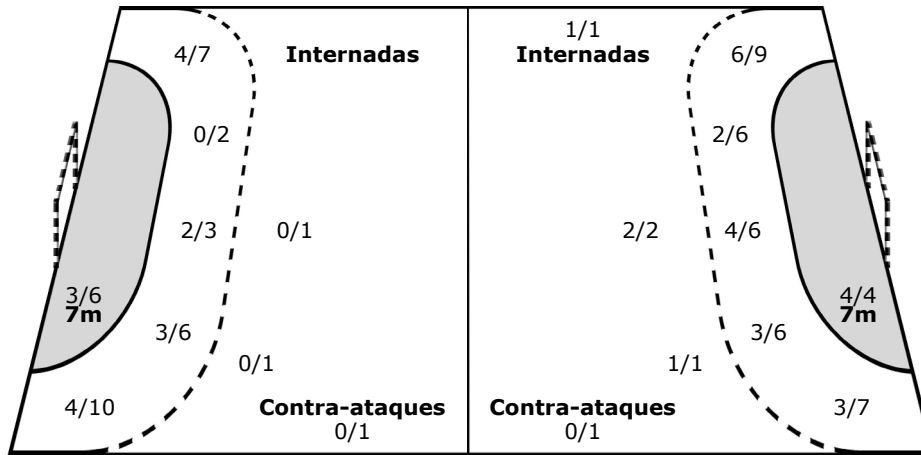 1/1
4/7 Internadas Internadas 6/9
0/2 2/6
2/3 0/1 2/2 4/6
3/6 4/4
7m 7m
3/6 3/6
0/1 1/1
4/10 Contra-ataques Contra-ataques 3/7
0/1 0/1